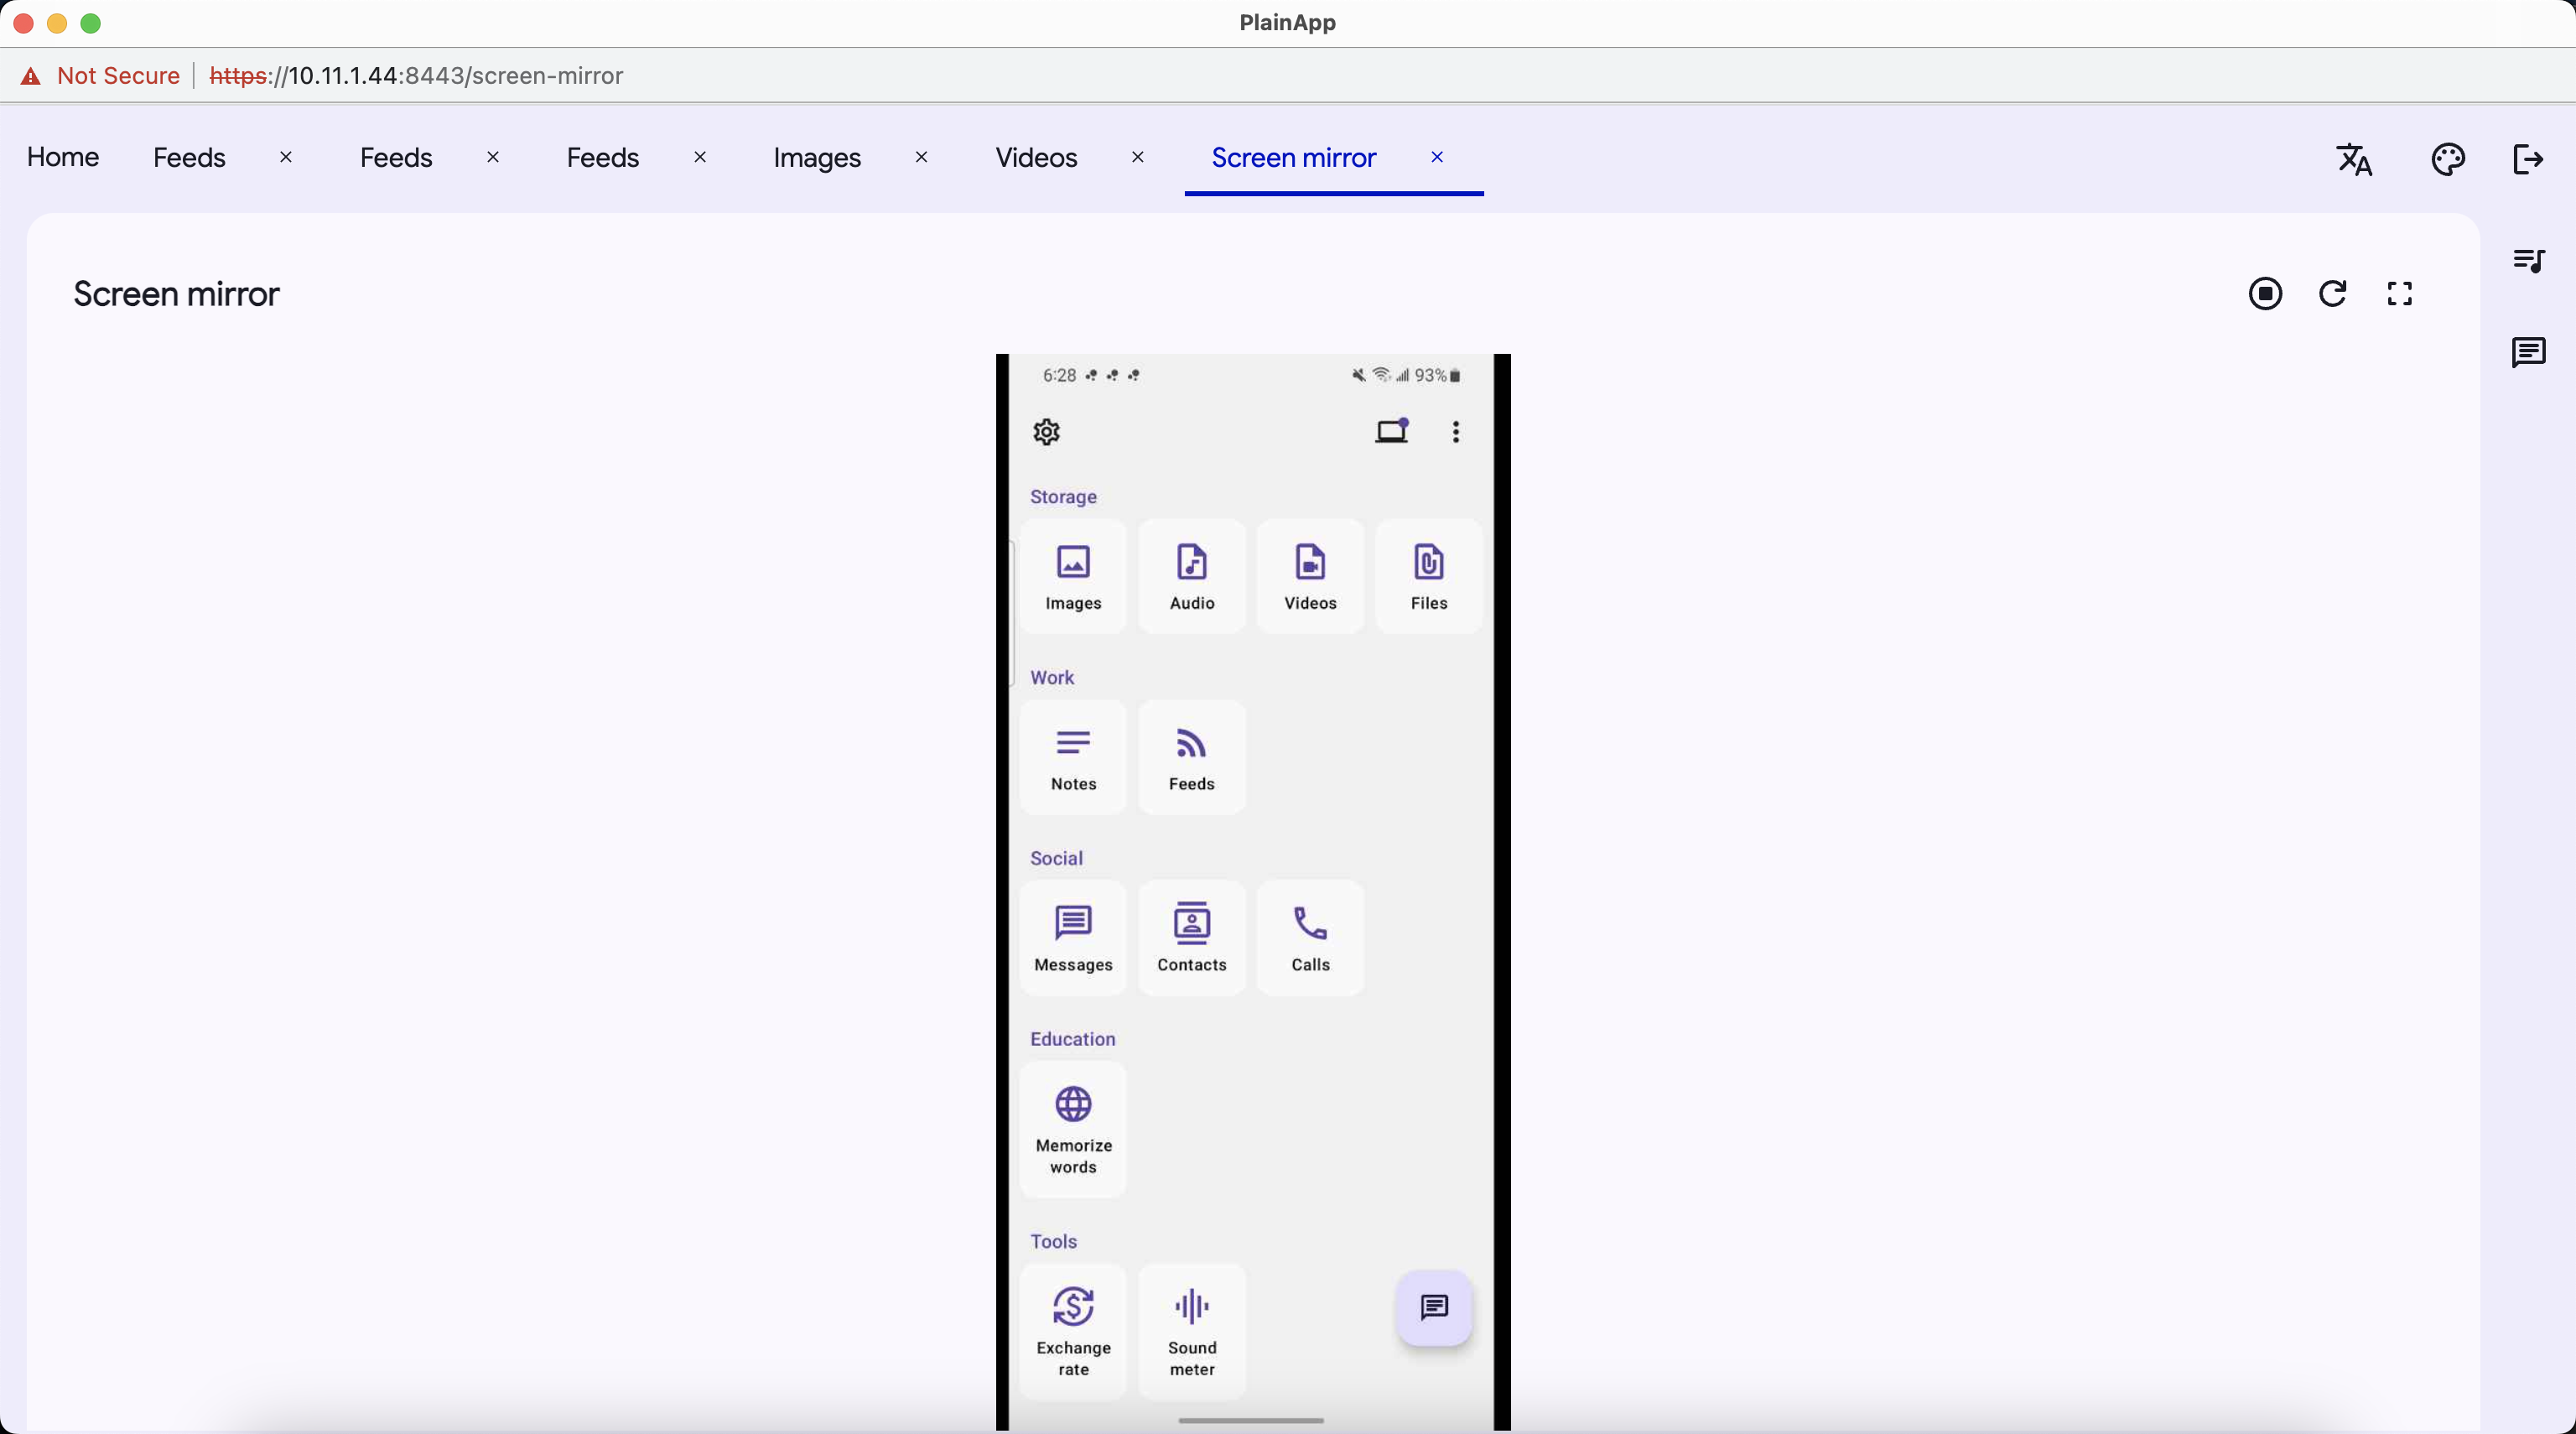 PlainApp
Not Secure | https://10.11.1.44:8443/screen-mirror
Home Feeds × Feeds × Feeds × Images × Videos × Screen mirror ×
Screen mirror
6:28 93%
Storage
Images Audio Videos Files
Work
Notes Feeds
Social
Messages Contacts Calls
Education
Memorize
words
Tools
Exchange Sound
rate meter